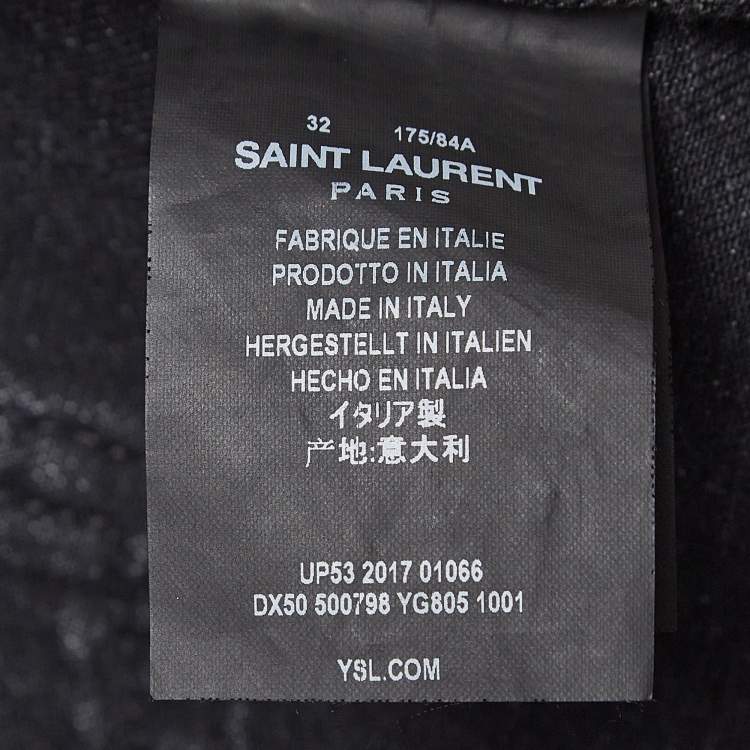 32 175/84A
SAINT LAURENT
PARIS
FABRIQUE EN ITALIE
PRODOTTO IN ITALIA
MADE IN ITALY
HERGESTELLT IN ITALIEN
HECHO EN ITALIA
イタリア製
产地:意大利
UP53 2017 01066
DX50 500798 YG805 1001
YSL.COM